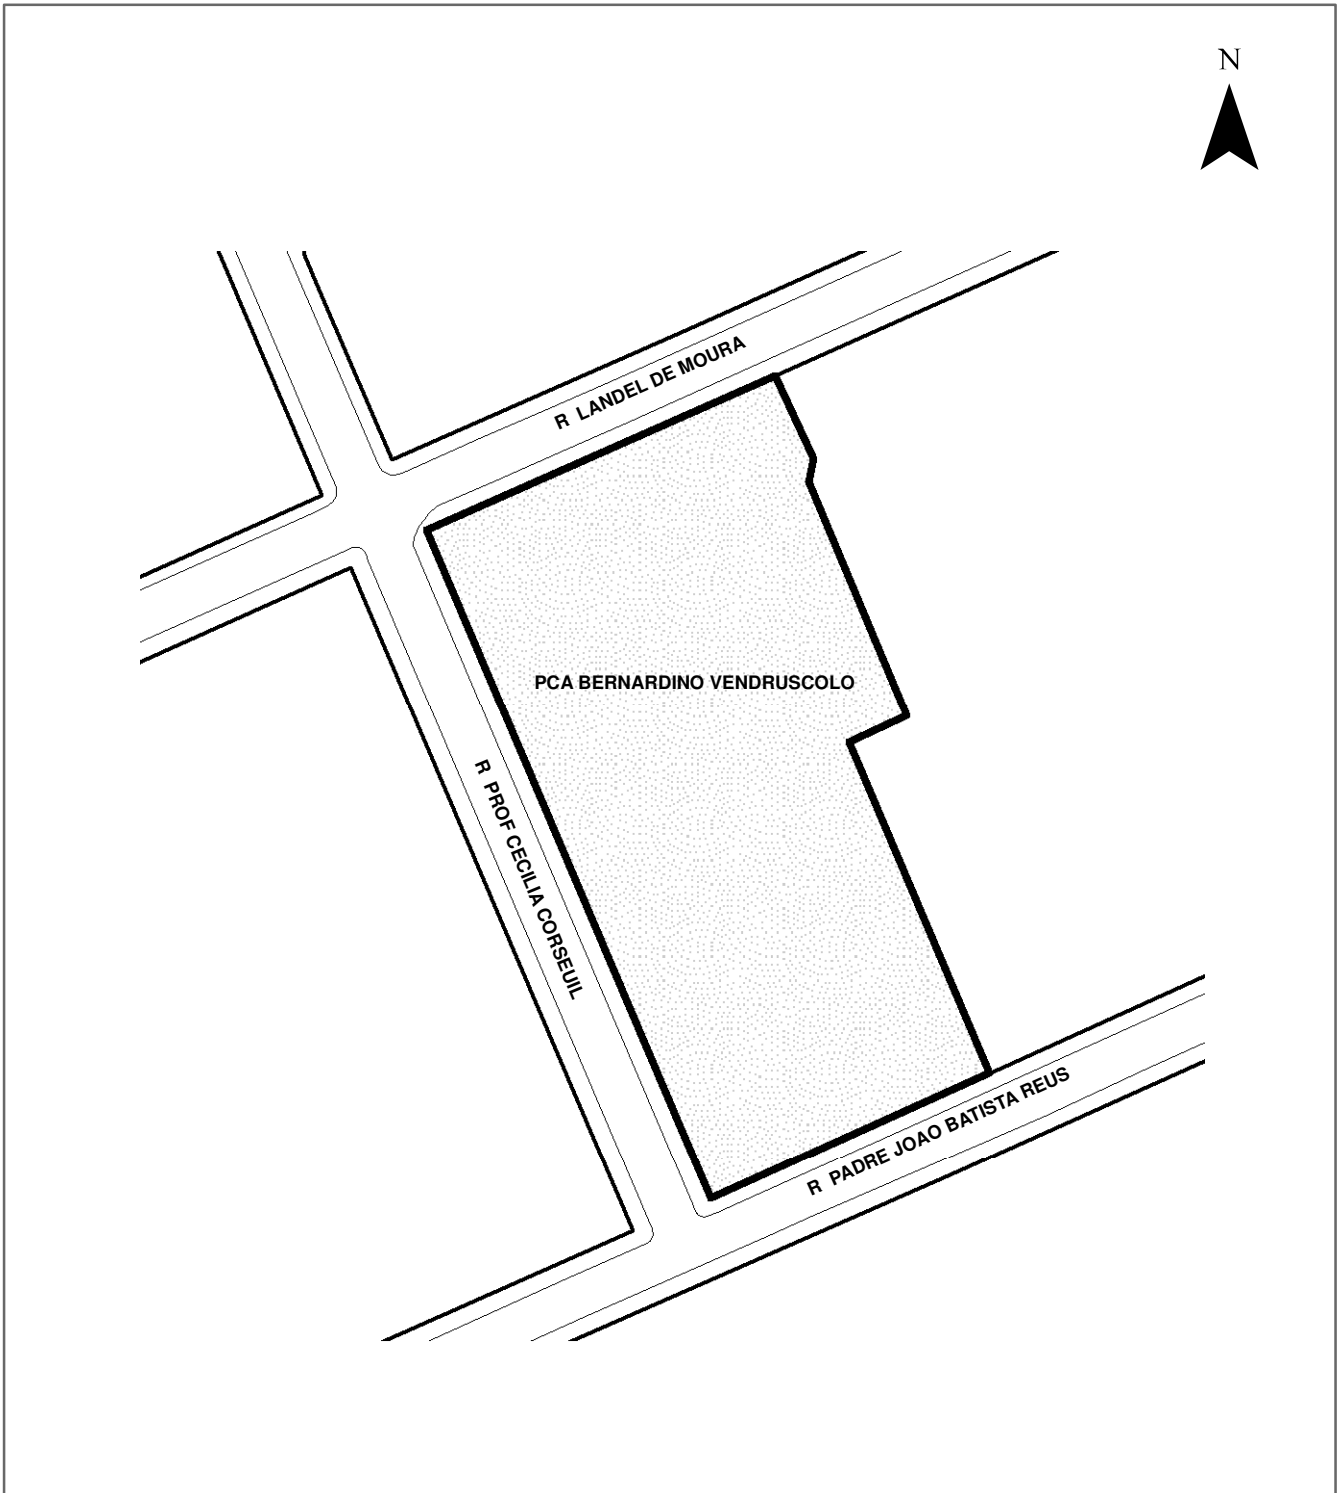 N
R LANDEL DE MOURA
PCA BERNARDINO VENDRUSCOLO
R PROF CECILIA CORSEUIL
R PADRE JOAO BATISTA REUS